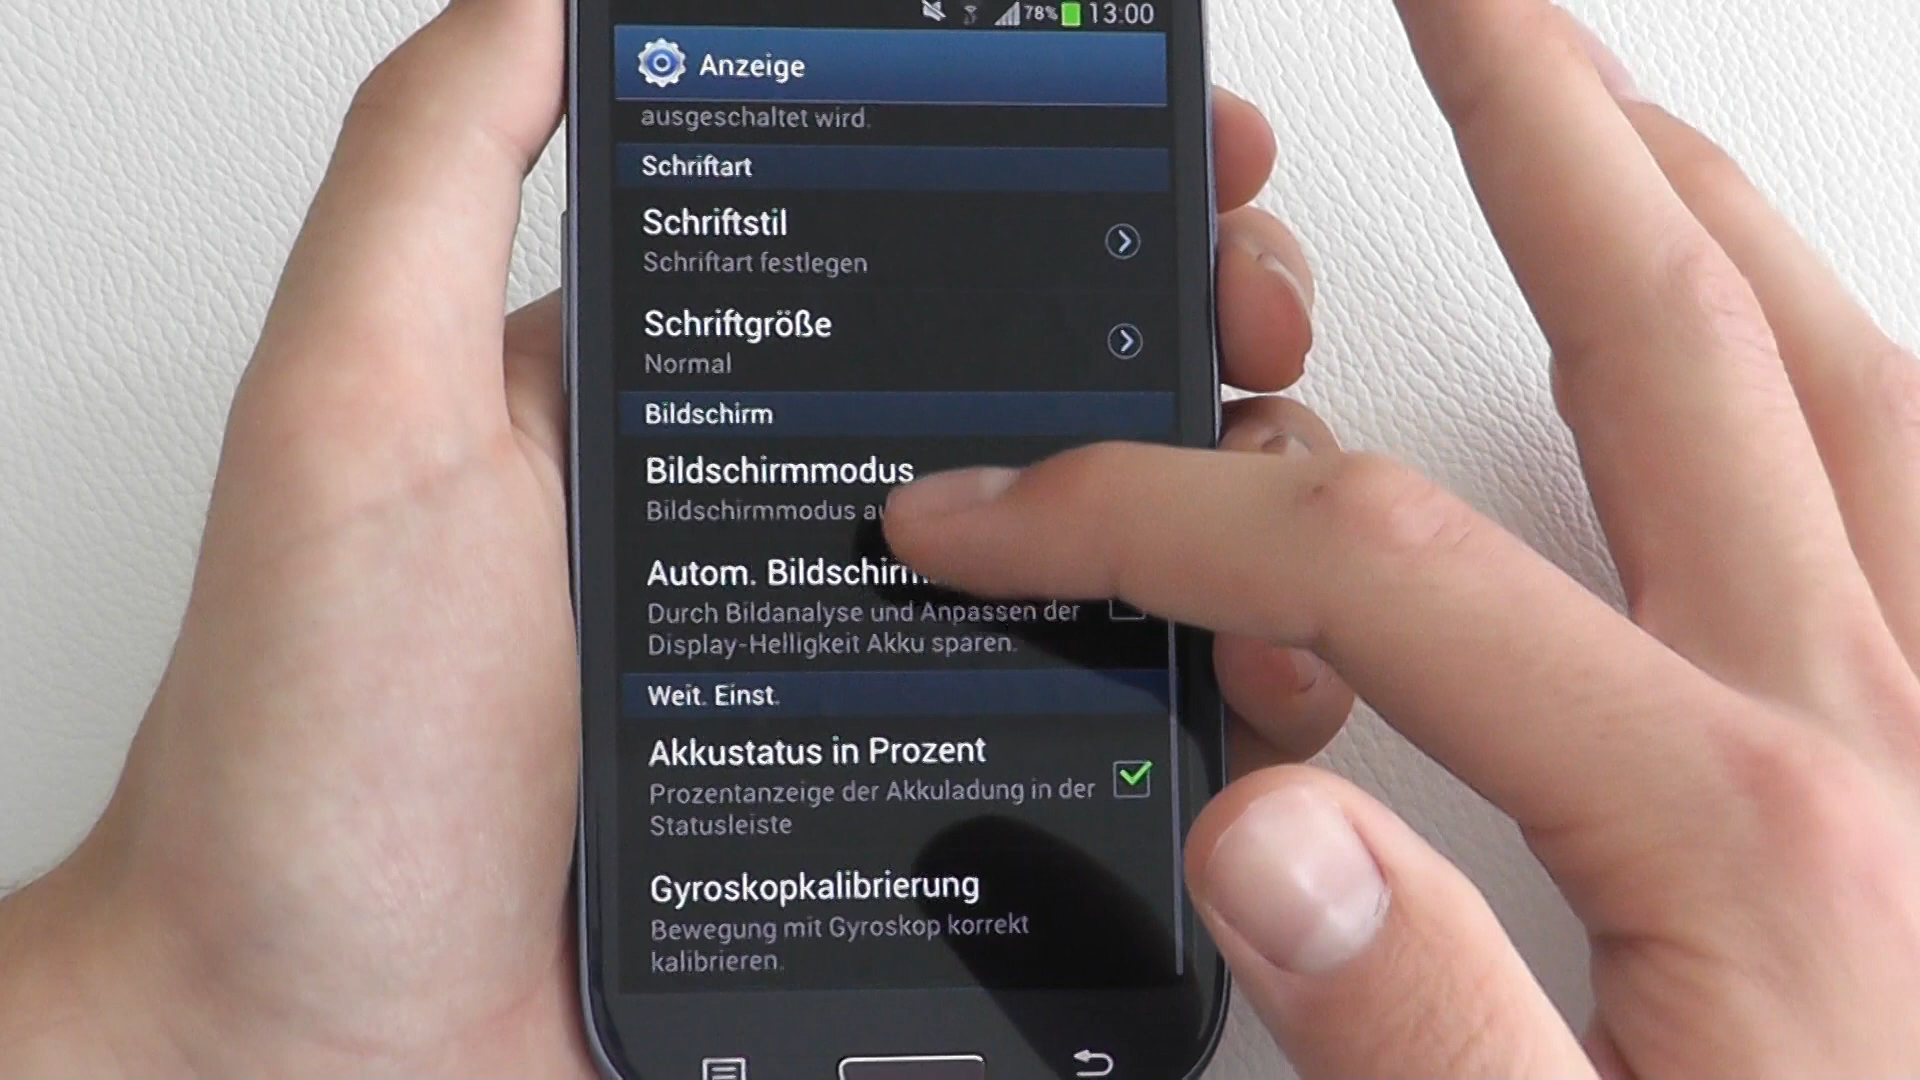 78% 13:00
Anzeige
ausgeschaltet wird.
Schriftart
Schriftstil
Schriftart festlegen
Schriftgröße
Normal
Bildschirm
Bildschirmmodus
Bildschirmmodus
Autom.
Durch Bildanalyse und Anpassen der
Display-Helligkeit Akku sparen.
Weit. Einst.
Akkustatus in Prozent
Prozentanzeige der Akkuladung in der
Statusleiste
Gyroskopkalibrierung
Bewegung mit Gyroskop korrekt
kalibrieren.